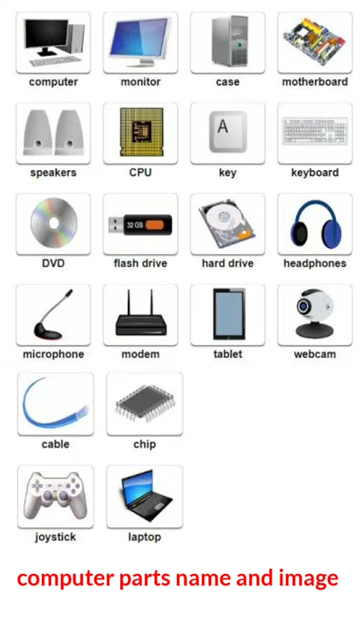 computer monitor case motherboard
A
speakers CPU key keyboard
32 GB
DVD flash drive hard drive headphones
microphone modem tablet webcam
cable chip
joystick laptop
computer parts name and image